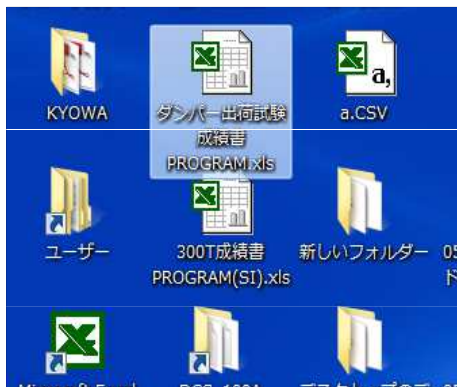 KYOWA
ダンパー出荷試験
成績書
PROGRAM.xls
a.CSV
ユーザー
300T成績書
PROGRAM(SI).xls
新しいフォルダー
05